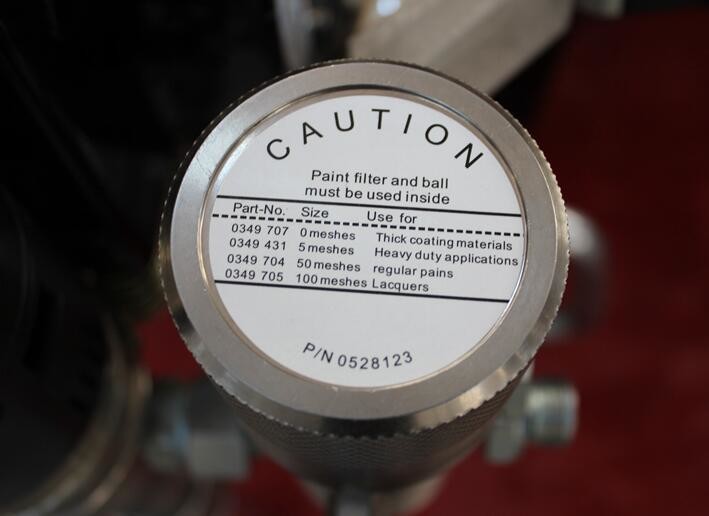 CAUTION
Paint filter and ball
must be used inside
Part-No. Size Use for
0349 707 0 meshes Thick coating materials
0349 431 5 meshes Heavy duty applications
0349 704 50 meshes regular pains
0349 705 100 meshes Lacquers
P/N 0528123